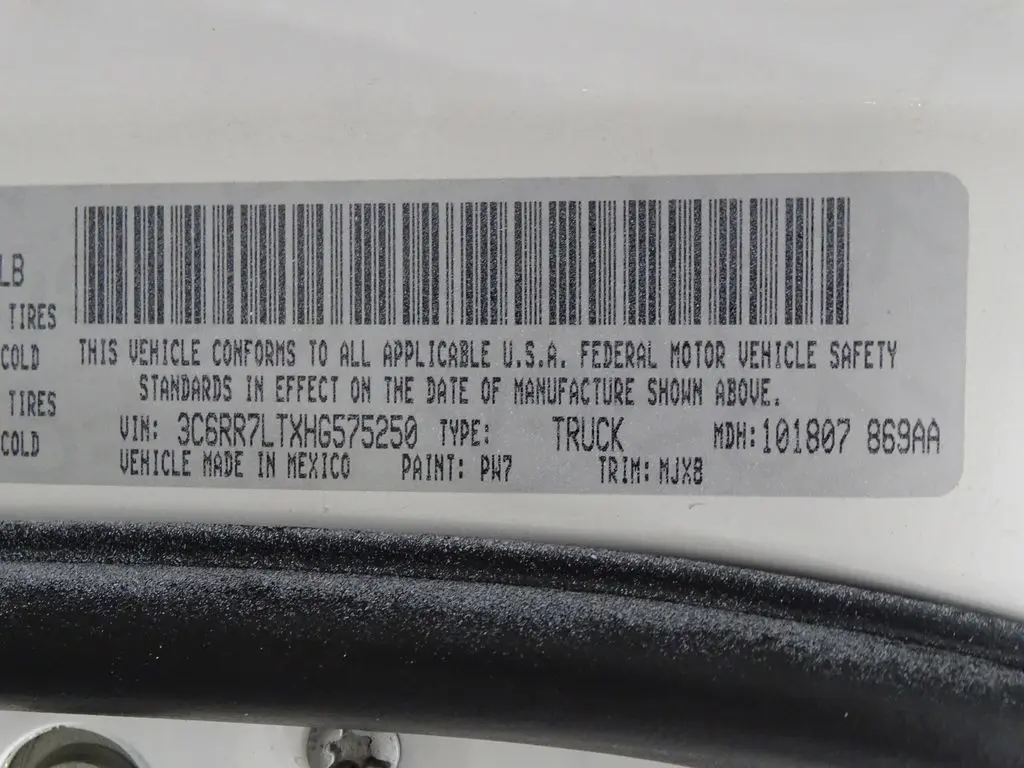 LB
TIRES
COLD
TIRES
COLD
THIS VEHICLE CONFORMS TO ALL APPLICABLE U.S.A. FEDERAL MOTOR VEHICLE SAFETY
STANDARDS IN EFFECT ON THE DATE OF MANUFACTURE SHOWN ABOVE.
VIN: 3C6RR7LTXHG575250 TYPE: TRUCK MDH:101807 869AA
VEHICLE MADE IN MEXICO PAINT: PW7 TRIM: MJX8